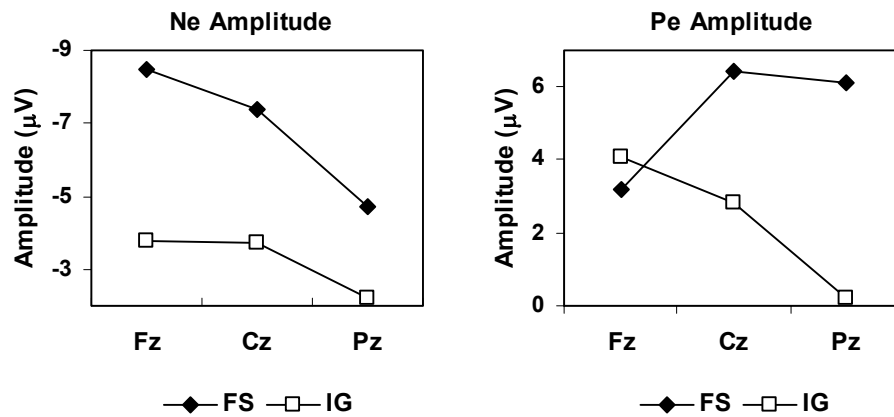 Ne Amplitude
Amplitude (μV)
-9
-7
-5
-3
Fz Cz Pz
FS IG
Pe Amplitude
Amplitude (μV)
6
4
2
0
Fz Cz Pz
FS IG